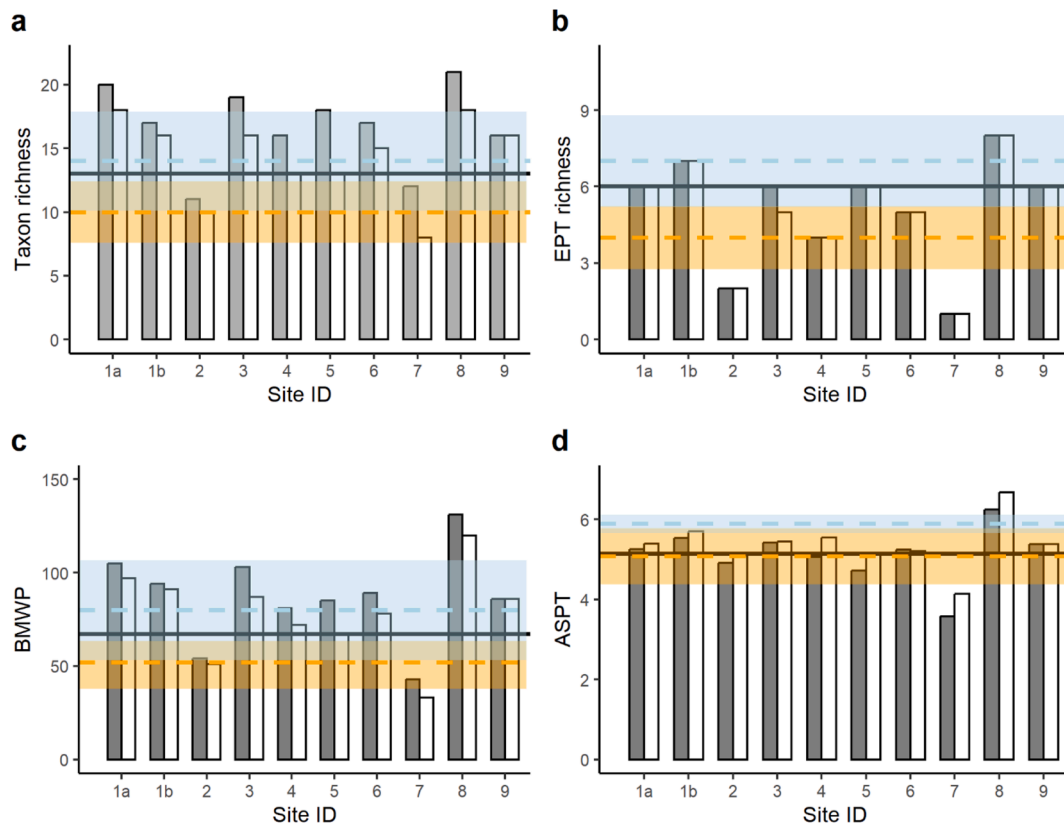 a
Taxon richness
20
15
10
5
0
1a 1b 2 3 4 5 6 7 8 9
Site ID
b
EPT richness
9
6
3
0
1a 1b 2 3 4 5 6 7 8 9
Site ID
c
BMWP
150
100
50
0
1a 1b 2 3 4 5 6 7 8 9
Site ID
d
ASPT
6
4
2
0
1a 1b 2 3 4 5 6 7 8 9
Site ID